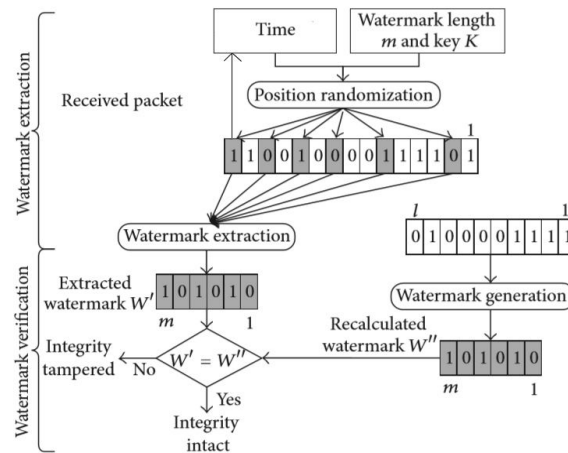 Time
Watermark length
m and key K
Received packet
Position randomization
1
1 1 0 0 1 0 0 0 0 1 1 1 1 0 1
Watermark extraction
Watermark extraction
l 1
0 1 0 0 0 0 1 1 1 1
Watermark generation
Extracted
watermark W′
1 0 1 0 1 0
m 1
Recalculated
watermark W″
1 0 1 0 1 0
m 1
Watermark verification
W′ = W″
No
Integrity
tampered
Yes
Integrity
intact